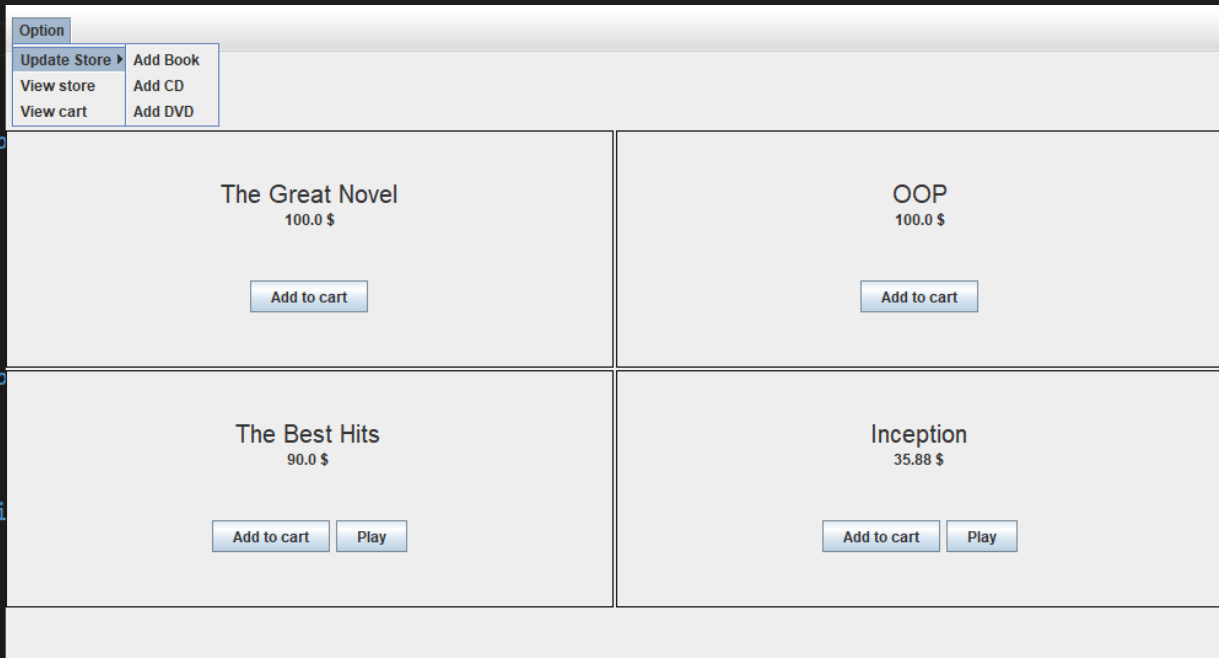 Option
Update Store Add Book
View store Add CD
View cart Add DVD
The Great Novel
100.0 $
Add to cart
OOP
100.0 $
Add to cart
The Best Hits
90.0 $
Add to cart Play
Inception
35.88 $
Add to cart Play